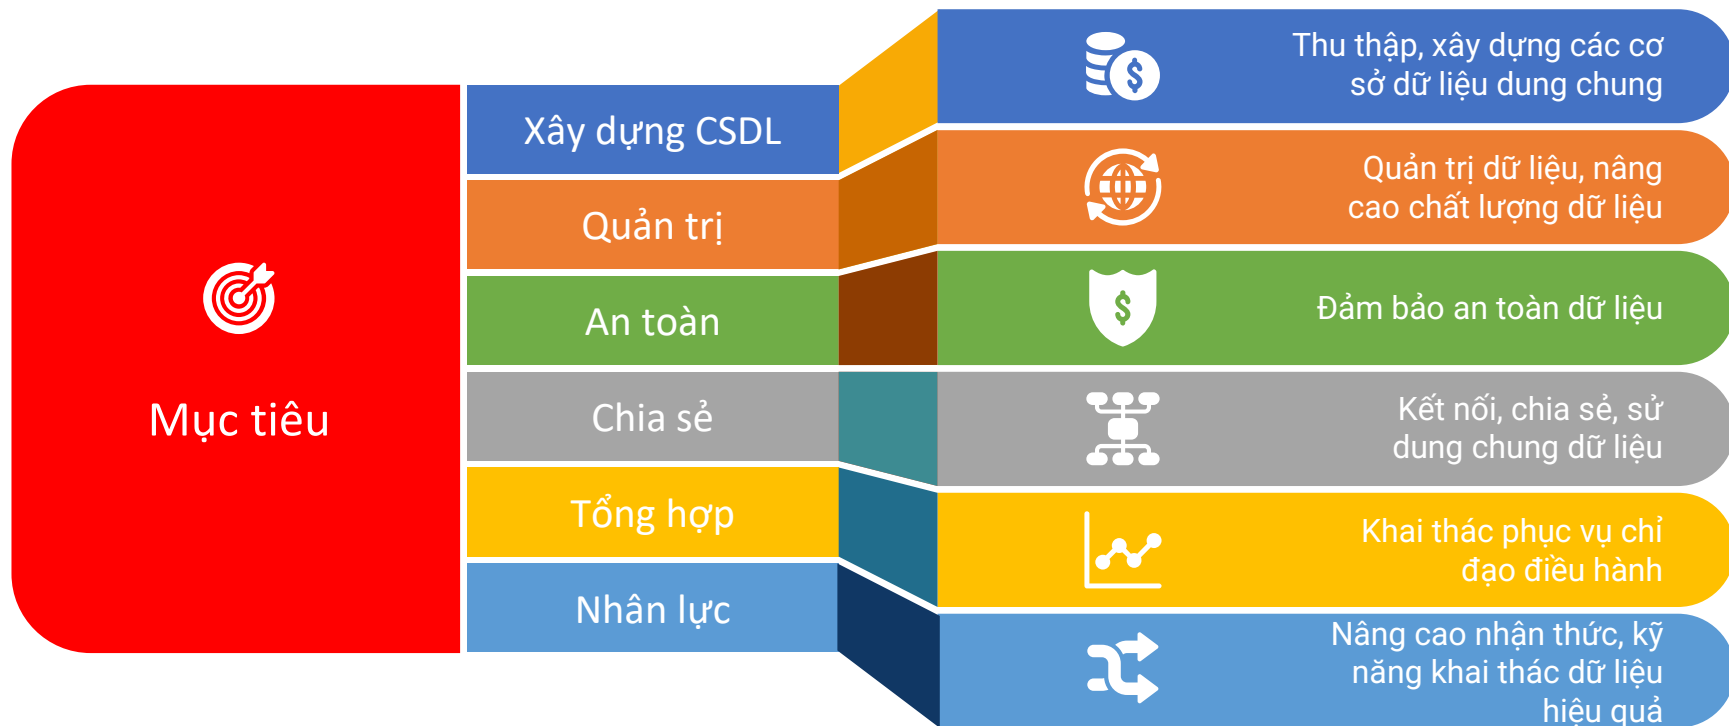 Mục tiêu
Xây dựng CSDL
Thu thập, xây dựng các cơ
sở dữ liệu dung chung
Quản trị
Quản trị dữ liệu, nâng
cao chất lượng dữ liệu
An toàn
Đảm bảo an toàn dữ liệu
Chia sẻ
Kết nối, chia sẻ, sử
dung chung dữ liệu
Tổng hợp
Khai thác phục vụ chỉ
đạo điều hành
Nhân lực
Nâng cao nhận thức, kỹ
năng khai thác dữ liệu
hiệu quả